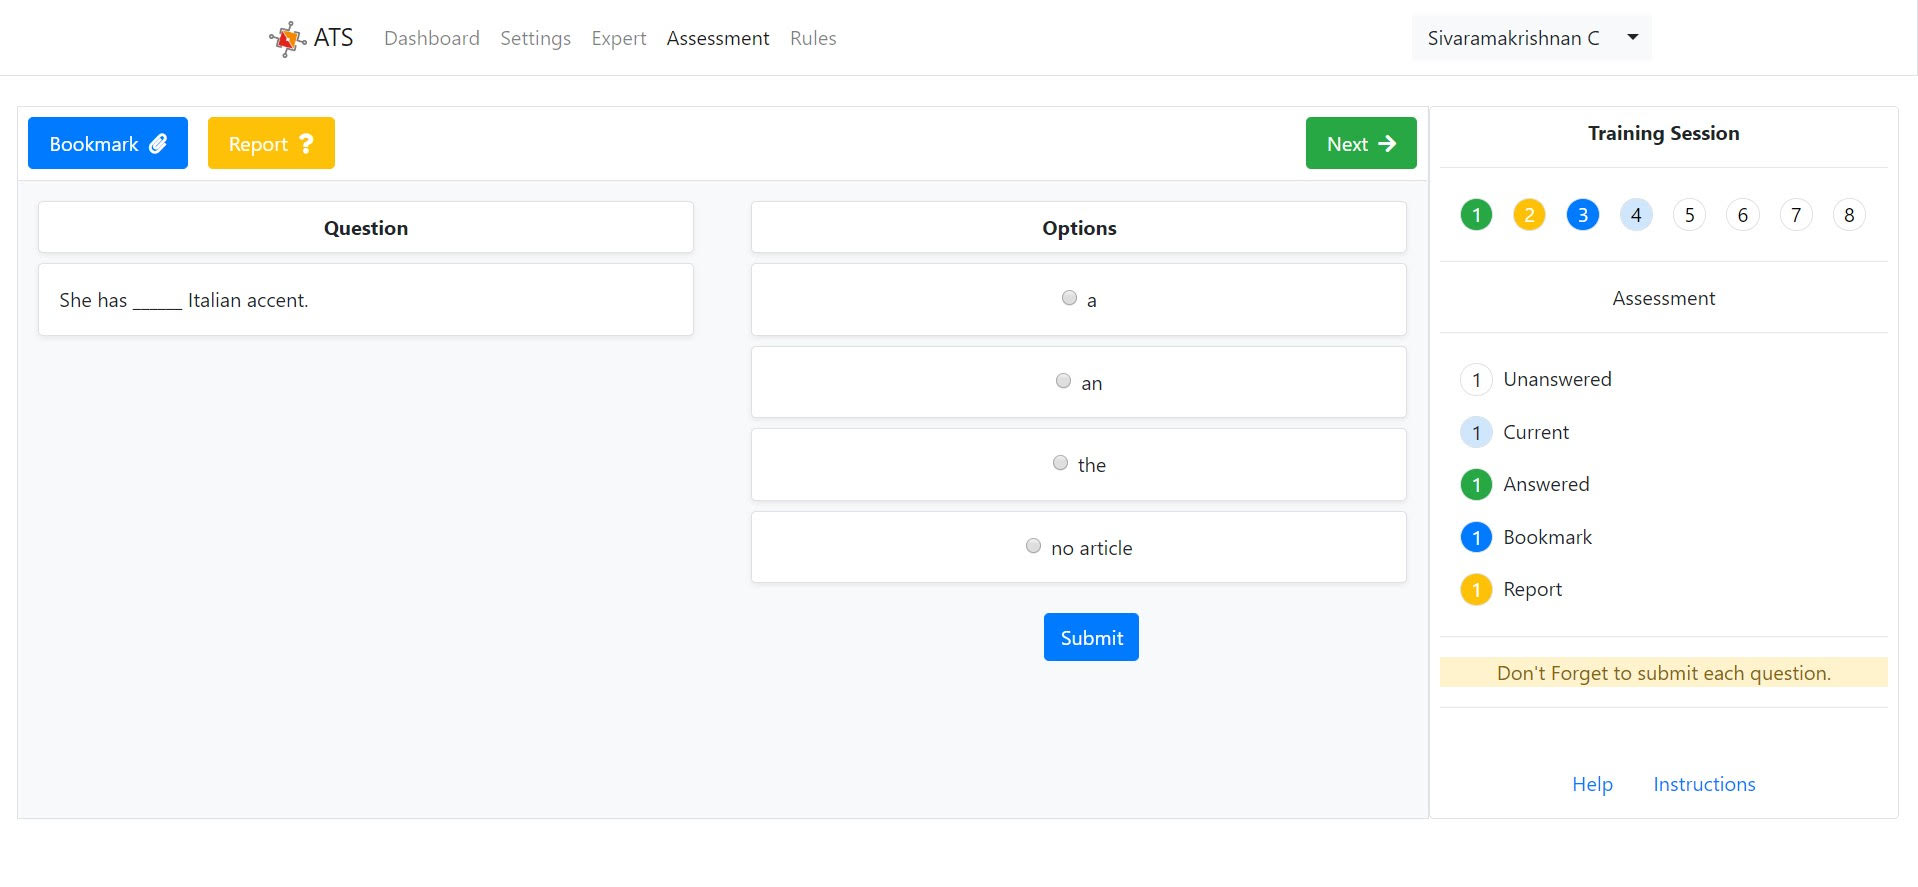 ATS Dashboard Settings Expert Assessment Rules Sivaramakrishnan C
Bookmark Report ? Next
Question
She has _____ Italian accent.
Options
a
an
the
no article
Submit
Training Session
1 2 3 4 5 6 7 8
Assessment
1 Unanswered
1 Current
1 Answered
1 Bookmark
1 Report
Don't Forget to submit each question.
Help Instructions